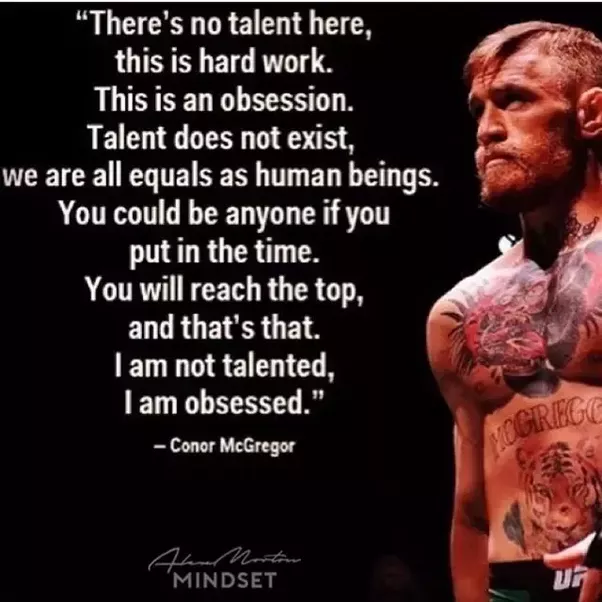 “There’s no talent here,
this is hard work.
This is an obsession.
Talent does not exist,
we are all equals as human beings.
You could be anyone if you
put in the time.
You will reach the top,
and that’s that.
I am not talented,
I am obsessed.”
– Conor McGregor
MCGREGO
UF
MINDSET